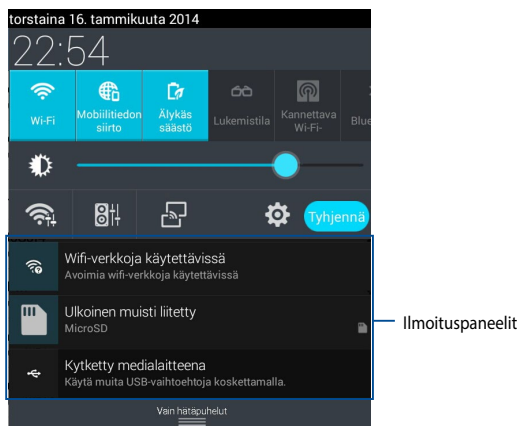 torstaina 16. tammikuuta 2014
22:54
Wi-Fi
Mobiilitiedon
siirto
Älykäs
säästö
Lukemistila
Kannettava
Wi-Fi-
Blue
Tyhjennä
Wifi-verkkoja käytettävissä
Avoimia wifi-verkkoja käytettävissä
Ulkoinen muisti liitetty
MicroSD
Ilmoituspaneelit
Kytketty medialaitteena
Käytä muita USB-vaihtoehtoja koskettamalla.
Vain hätäpuhelut